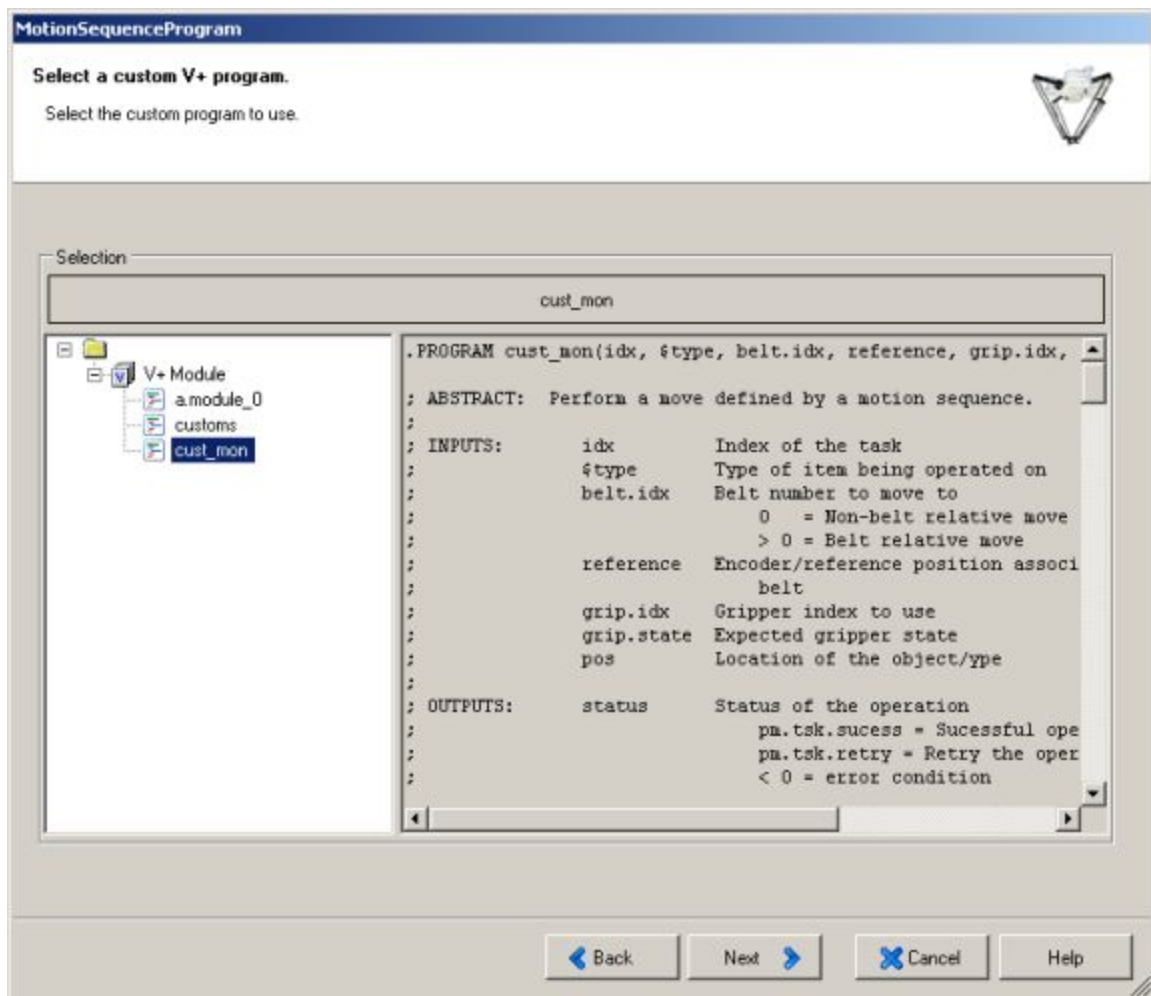 MotionSequenceProgram
Select a custom V+ program.
Select the custom program to use.
Selection
cust_mon
V+ Module
a.module_0
customs
cust_mon
.PROGRAM cust_mon(idx, $type, belt.idx, reference, grip.idx,
; ABSTRACT: Perform a move defined by a motion sequence.
;
; INPUTS: idx Index of the task
; $type Type of item being operated on
; belt.idx Belt number to move to
; 0 = Non-belt relative move
; > 0 = Belt relative move
; reference Encoder/reference position associ
; belt
; grip.idx Gripper index to use
; grip.state Expected gripper state
; pos Location of the object/ype
;
; OUTPUTS: status Status of the operation
; pm.tsk.sucess = Sucessful ope
; pm.tsk.retry = Retry the oper
; < 0 = error condition
Back Next Cancel Help